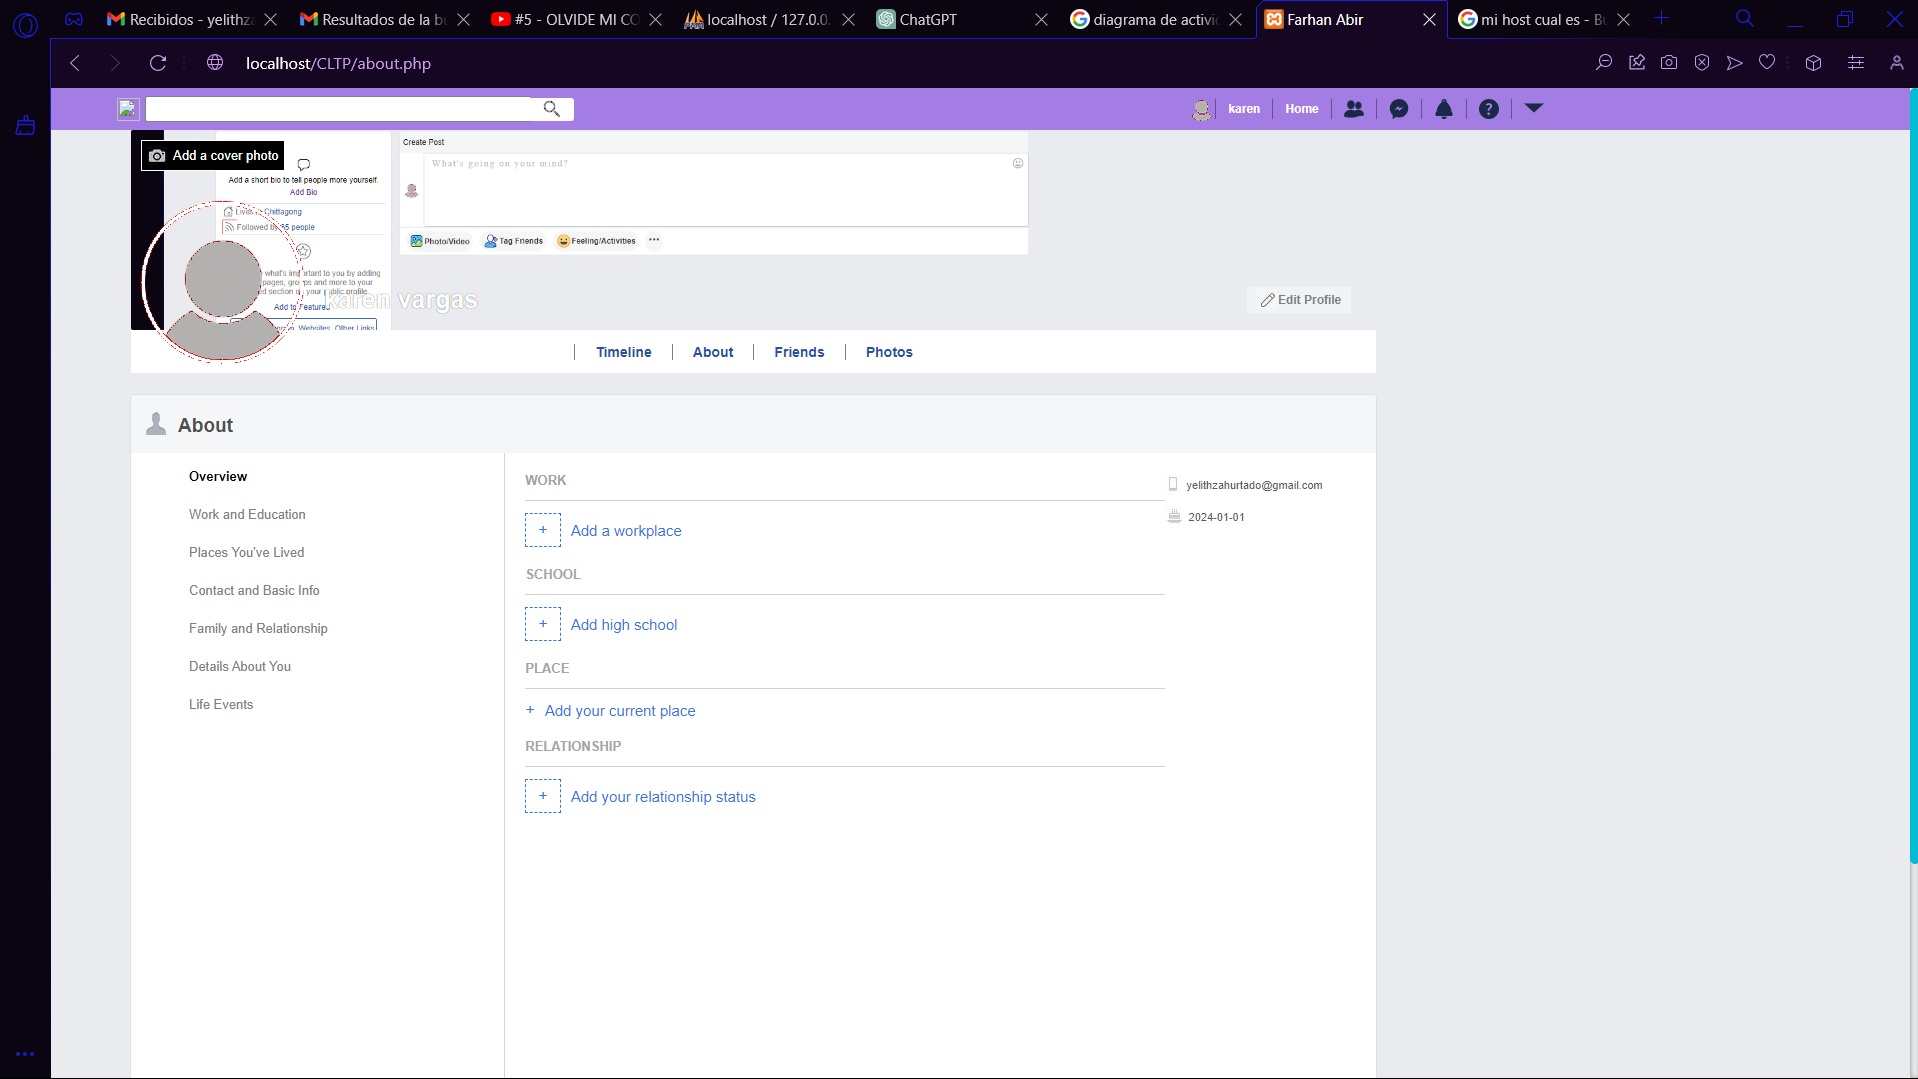 Recibidos - yelithza
Resultados de la bu
#5 - OLVIDE MI CO
localhost / 127.0.0.
ChatGPT
diagrama de activid
Farhan Abir
mi host cual es - Bu
localhost/CLTP/about.php
karen
Home
Add a cover photo
Create Post
What's going on your mind?
Add a short bio to tell people more yourself.
Add Bio
Lives Chittagong
Followed by 65 people
Photo/Video
Tag Friends
Feeling/Activities
what's important to you by adding
pages, groups and more to your
section on your public profile.
Add to Featured
karen vargas
Websites, Other Links
Edit Profile
Timeline
About
Friends
Photos
About
Overview
Work and Education
Places You've Lived
Contact and Basic Info
Family and Relationship
Details About You
Life Events
WORK
+ Add a workplace
SCHOOL
+ Add high school
PLACE
+ Add your current place
RELATIONSHIP
+ Add your relationship status
yelithzahurtado@gmail.com
2024-01-01